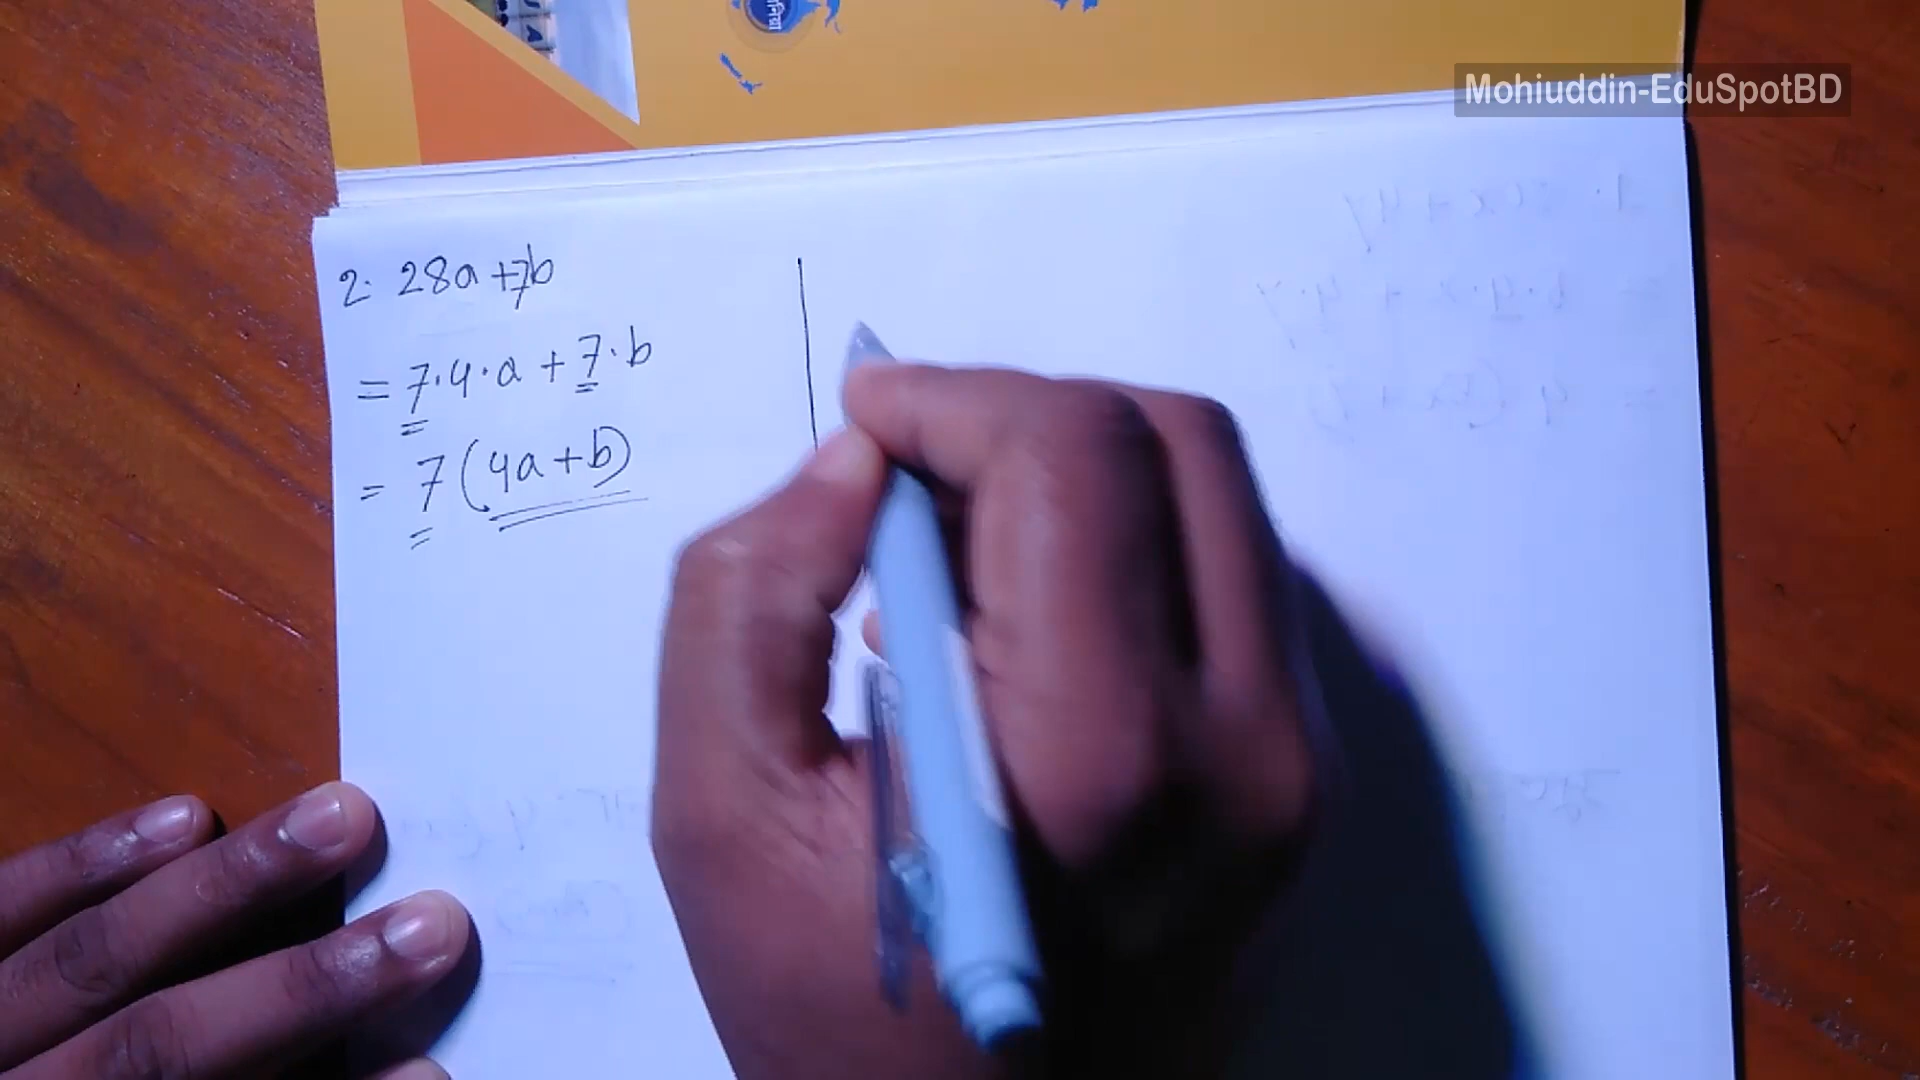 Mohiuddin-EduSpotBD
2. 28a+7b
= 7·4·a + 7·b
= 7 (4a+b)